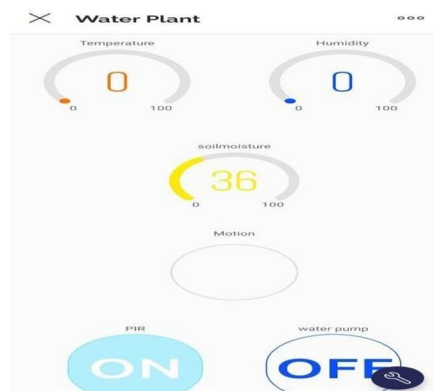 Water Plant
Temperature
Humidity
0
0
0
100
0
100
soilmoisture
36
0
100
Motion
PIR
water pump
ON
OFF